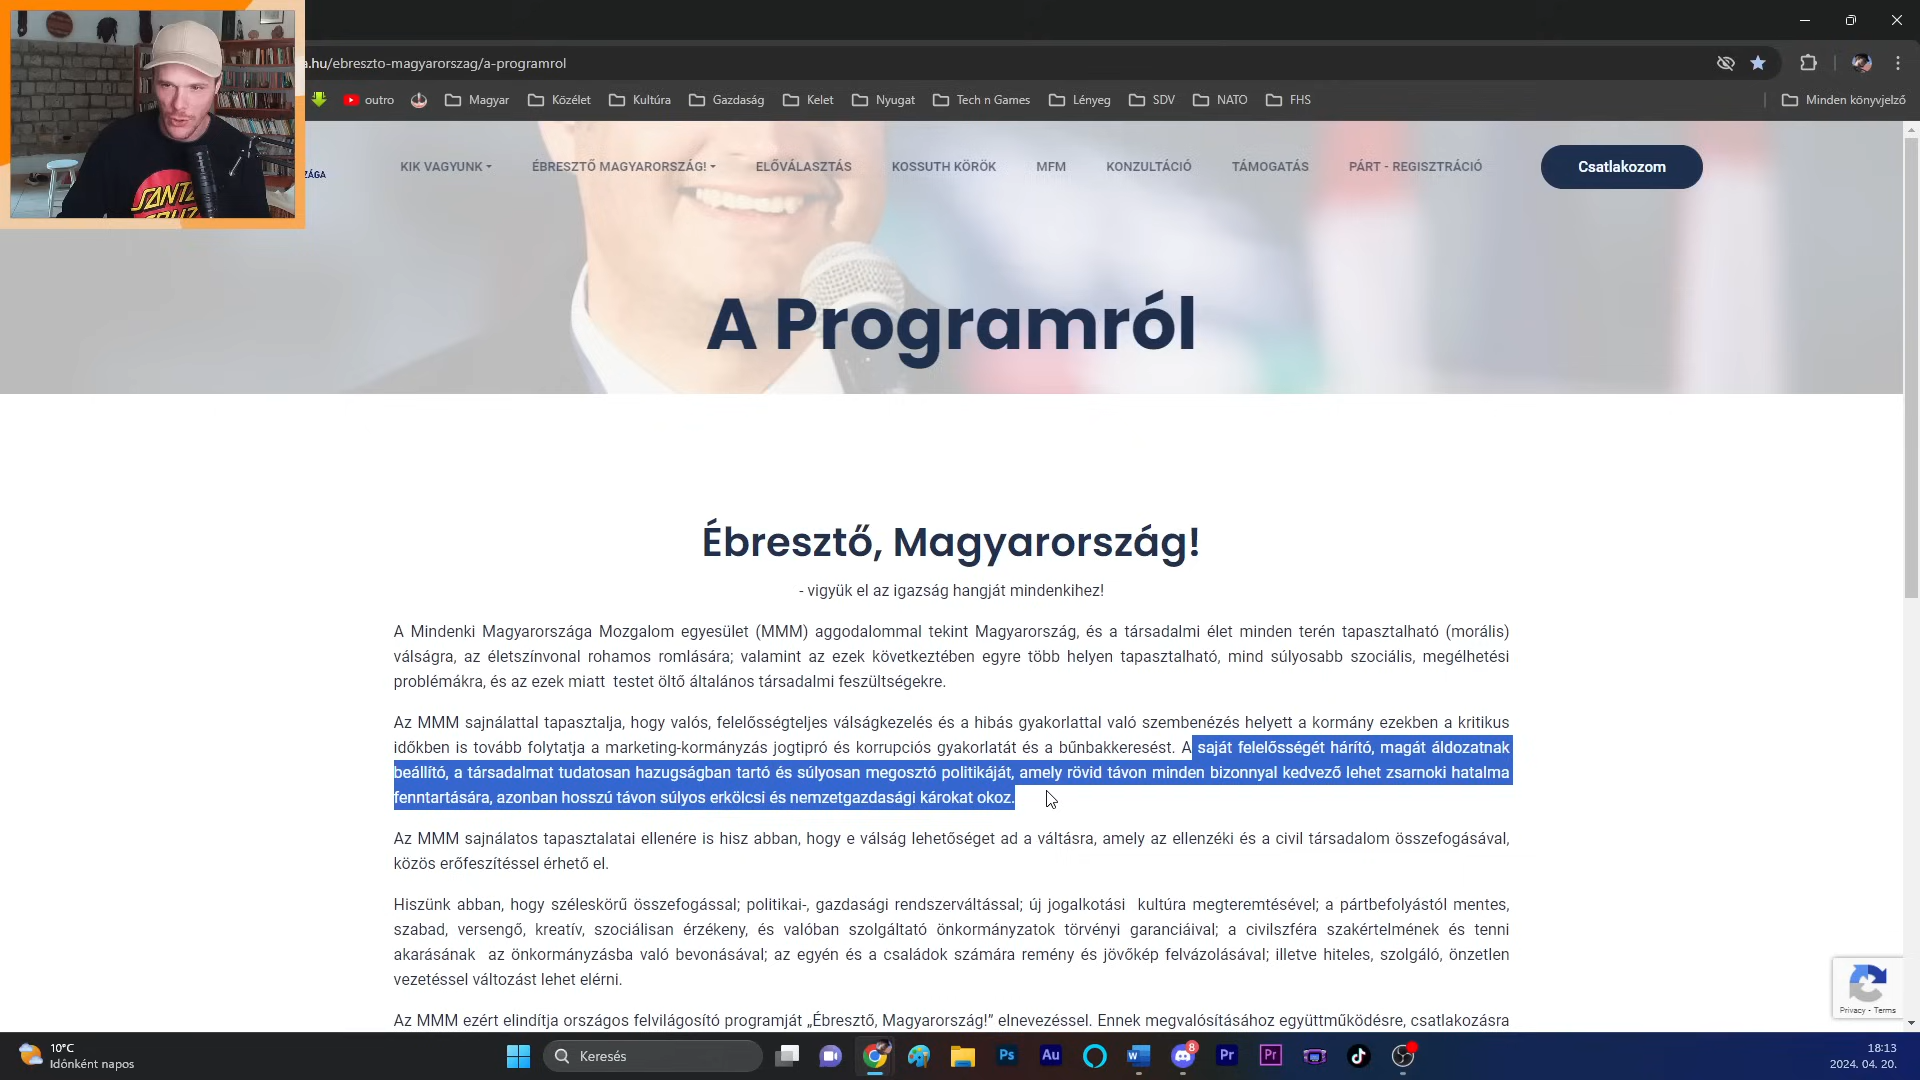 a.hu/ebreszto-magyarorszag/a-programrol
outro
Magyar
Közélet
Kultúra
Gazdaság
Kelet
Nyugat
Tech n Games
Lényeg
SDV
NATO
FHS
Minden könyvjelző
SANTA
CRUZ
ZÁGA
KIK VAGYUNK
ÉBRESZTŐ MAGYARORSZÁG!
ELŐVÁLASZTÁS
KOSSUTH KÖRÖK
MFM
KONZULTÁCIÓ
TÁMOGATÁS
PÁRT - REGISZTRÁCIÓ
Csatlakozom
A Programról
Ébresztő, Magyarország!
- vigyük el az igazság hangját mindenkihez!
A Mindenki Magyarországa Mozgalom egyesület (MMM) aggodalommal tekint Magyarország, és a társadalmi élet minden terén tapasztalható (morális)
válságra, az életszínvonal rohamos romlására; valamint az ezek következtében egyre több helyen tapasztalható, mind súlyosabb szociális, megélhetési
problémákra, és az ezek miatt testet öltő általános társadalmi feszültségekre.
Az MMM sajnálattal tapasztalja, hogy valós, felelősségteljes válságkezelés és a hibás gyakorlattal való szembenézés helyett a kormány ezekben a kritikus
időkben is tovább folytatja a marketing-kormányzás jogtipró és korrupciós gyakorlatát és a bűnbakkeresést. A saját felelősségét hárító, magát áldozatnak
beállító, a társadalmat tudatosan hazugságban tartó és súlyosan megosztó politikáját, amely rövid távon minden bizonnyal kedvező lehet zsarnoki hatalma
fenntartására, azonban hosszú távon súlyos erkölcsi és nemzetgazdasági károkat okoz.
Az MMM sajnálatos tapasztalatai ellenére is hisz abban, hogy e válság lehetőséget ad a váltásra, amely az ellenzéki és a civil társadalom összefogásával,
közös erőfeszítéssel érhető el.
Hiszünk abban, hogy széleskörű összefogással; politikai-, gazdasági rendszerváltással; új jogalkotási kultúra megteremtésével; a pártbefolyástól mentes,
szabad, versengő, kreatív, szociálisan érzékeny, és valóban szolgáltató önkormányzatok törvényi garanciáival; a civilszféra szakértelmének és tenni
akarásának az önkormányzásba való bevonásával; az egyén és a családok számára remény és jövőkép felvázolásával; illetve hiteles, szolgáló, önzetlen
vezetéssel változást lehet elérni.
Az MMM ezért elindítja országos felvilágosító programját „Ébresztő, Magyarország!” elnevezéssel. Ennek megvalósításához együttműködésre, csatlakozásra
Privacy - Terms
10°C
Időnként napos
Keresés
Ps
Au
W
8
Pr
Pr
18:13
2024. 04. 20.